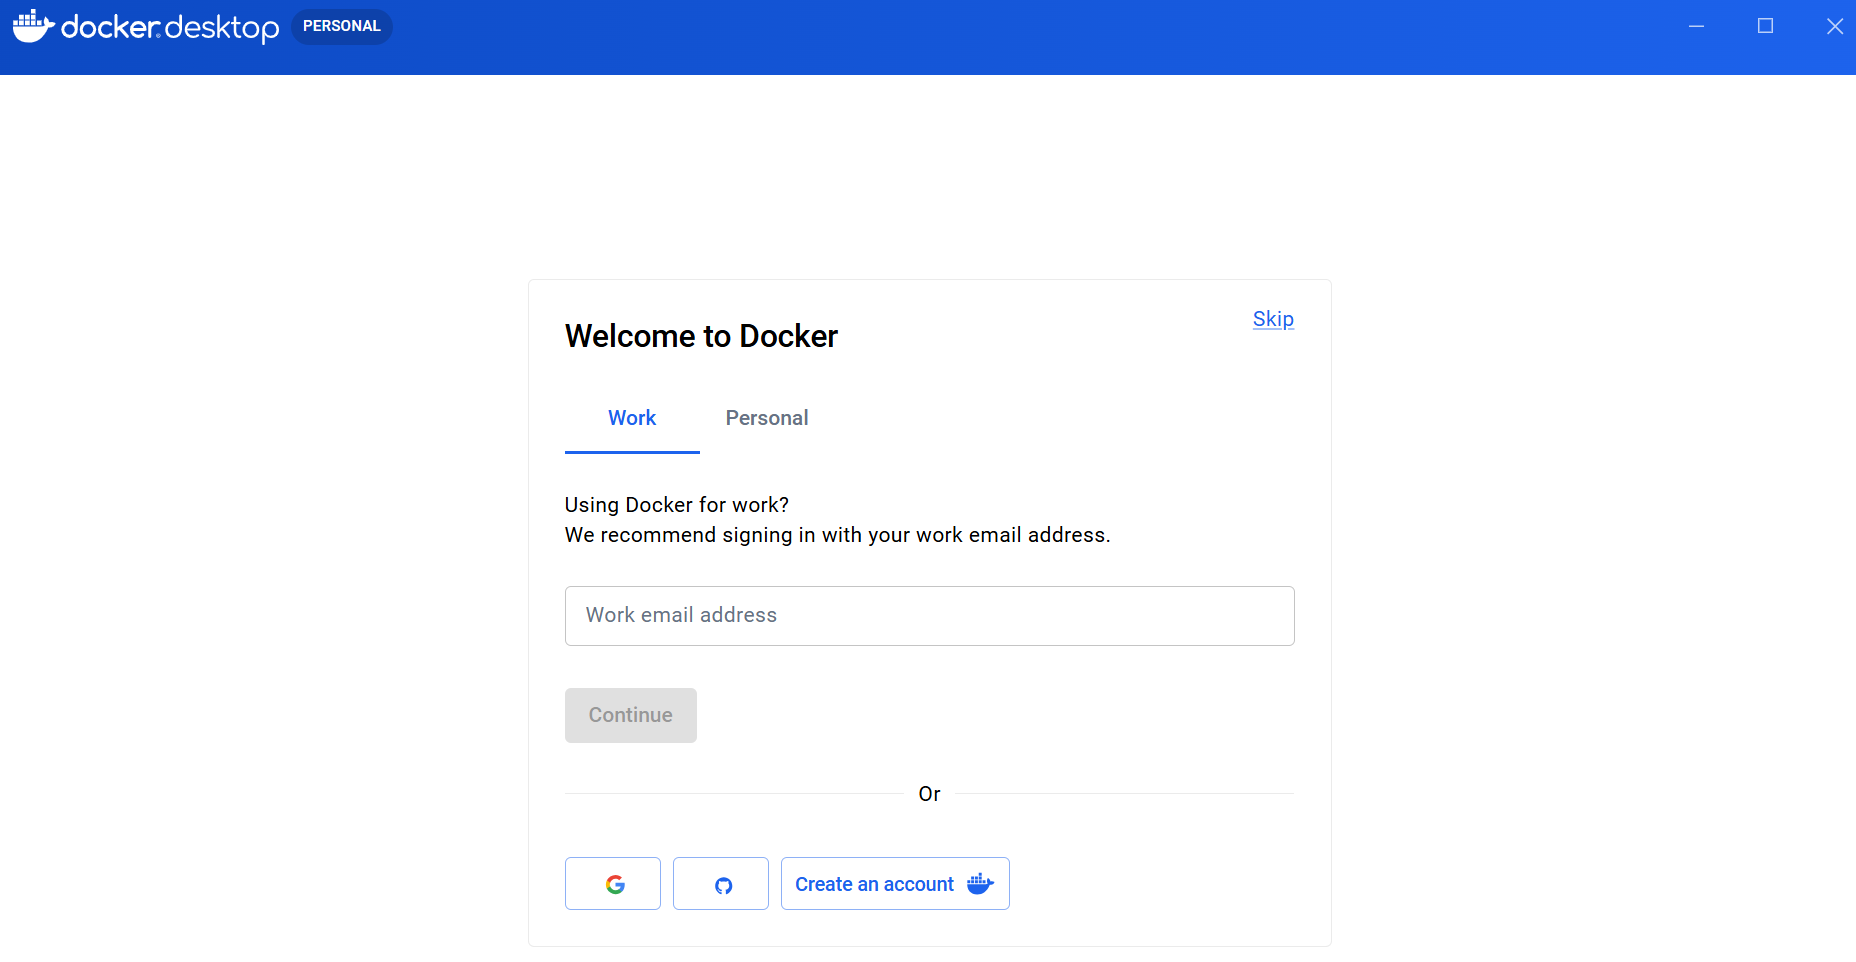 docker.desktop PERSONAL
Welcome to Docker
Skip
Work Personal
Using Docker for work?
We recommend signing in with your work email address.
Work email address
Continue
Or
Create an account